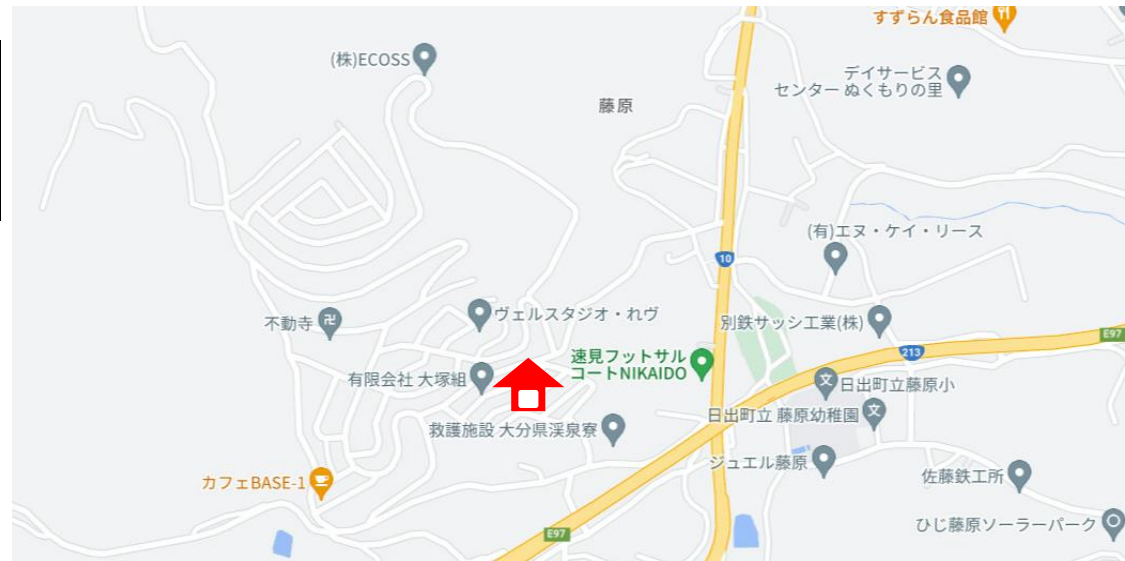 すずらん食品館
(株)ECOSS
デイサービス
センター ぬくもりの里
藤原
(有)エヌ・ケイ・リース
10
ヴェルスタジオ・れヴ
不動寺
別鉄サッシ工業(株)
E97
213
速見フットサル
コートNIKAIDO
有限会社 大塚組
文
日出町立藤原小
日出町立 藤原幼稚園
文
救護施設 大分県渓泉寮
ジュエル藤原
佐藤鉄工所
カフェBASE-1
ひじ藤原ソーラーパーク
E97